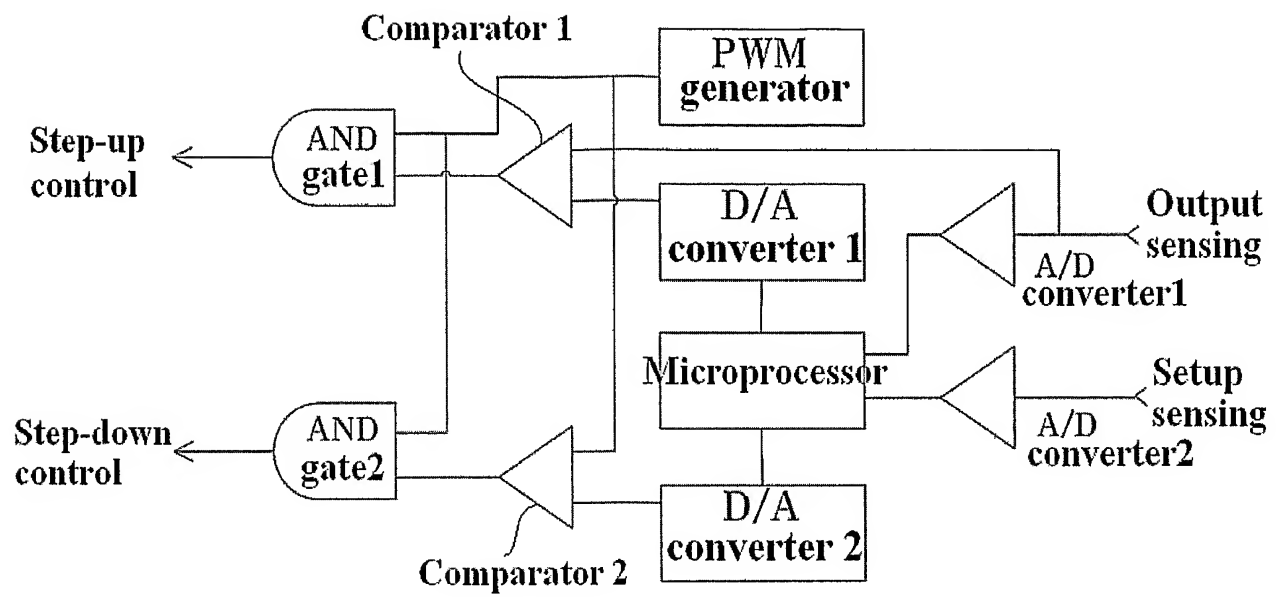 Comparator 1
PWM
generator
Step-up
control
AND
gate1
D/A
converter 1
Output
sensing
A/D
converter1
Microprocessor
Setup
sensing
A/D
converter2
Step-down
control
AND
gate2
D/A
converter 2
Comparator 2